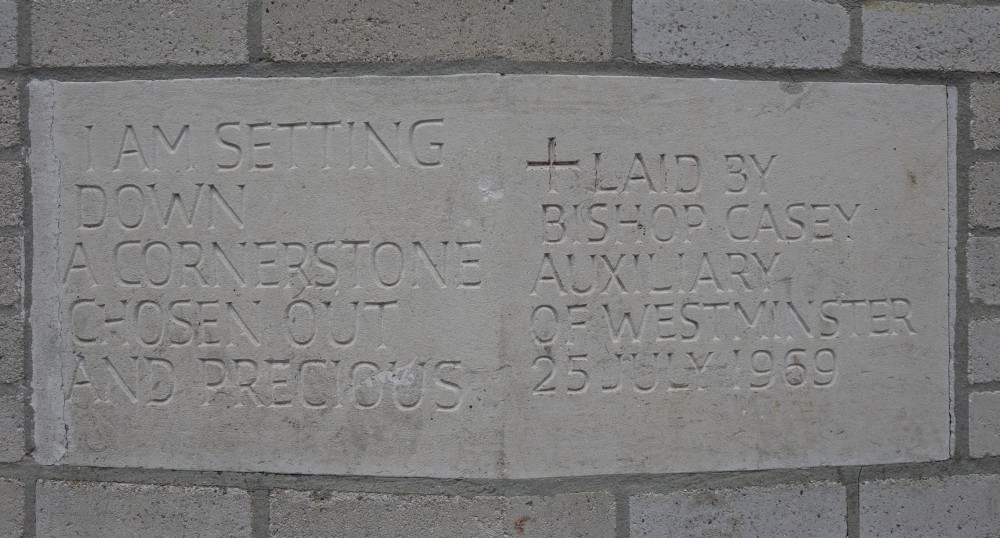 I AM SETTING
DOWN
A CORNERSTONE
CHOSEN OUT
AND PRECIOUS
+ LAID BY
BISHOP CASEY
AUXILIARY
OF WESTMINSTER
25 JULY 1969